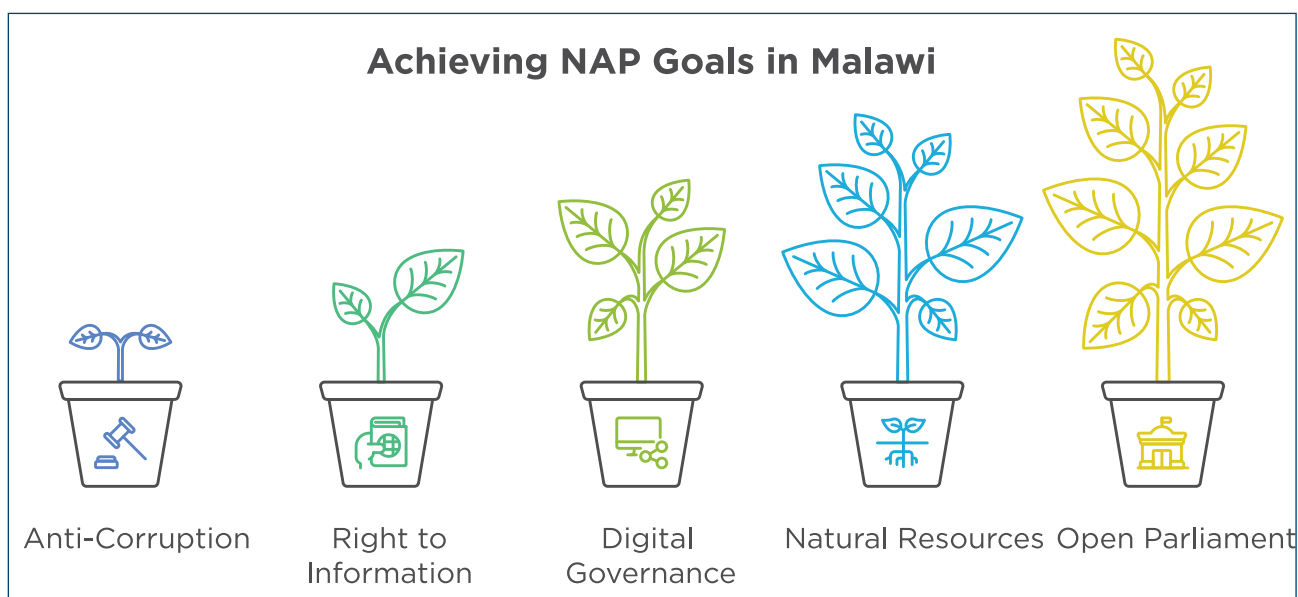 Achieving NAP Goals in Malawi
Anti-Corruption
Right to
Information
Digital
Governance
Natural Resources
Open Parliament